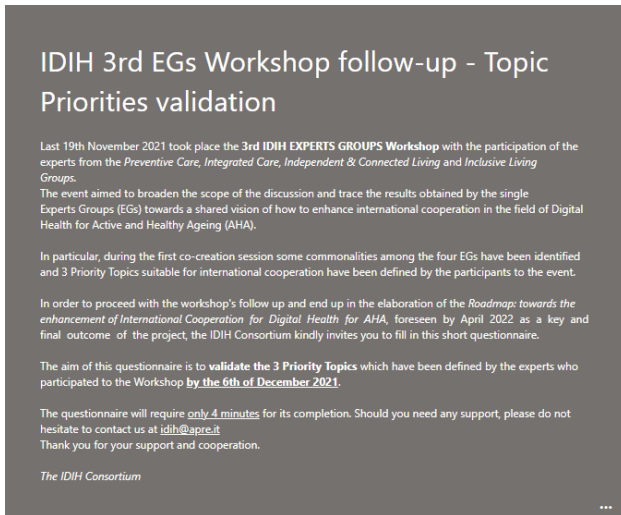 IDIH 3rd EGs Workshop follow-up - Topic
Priorities validation
Last 19th November 2021 took place the 3rd IDIH EXPERTS GROUPS Workshop with the participation of the
experts from the Preventive Care, Integrated Care, Independent & Connected Living and Inclusive Living
Groups.
The event aimed to broaden the scope of the discussion and trace the results obtained by the single
Experts Groups (EGs) towards a shared vision of how to enhance international cooperation in the field of Digital
Health for Active and Healthy Ageing (AHA).
In particular, during the first co-creation session some commonalities among the four EGs have been identified
and 3 Priority Topics suitable for international cooperation have been defined by the participants to the event.
In order to proceed with the workshop's follow up and end up in the elaboration of the Roadmap: towards the
enhancement of International Cooperation for Digital Health for AHA, foreseen by April 2022 as a key and
final outcome of the project, the IDIH Consortium kindly invites you to fill in this short questionnaire.
The aim of this questionnaire is to validate the 3 Priority Topics which have been defined by the experts who
participated to the Workshop by the 6th of December 2021.
The questionnaire will require only 4 minutes for its completion. Should you need any support, please do not
hesitate to contact us at idih@apre.it
Thank you for your support and cooperation.
The IDIH Consortium